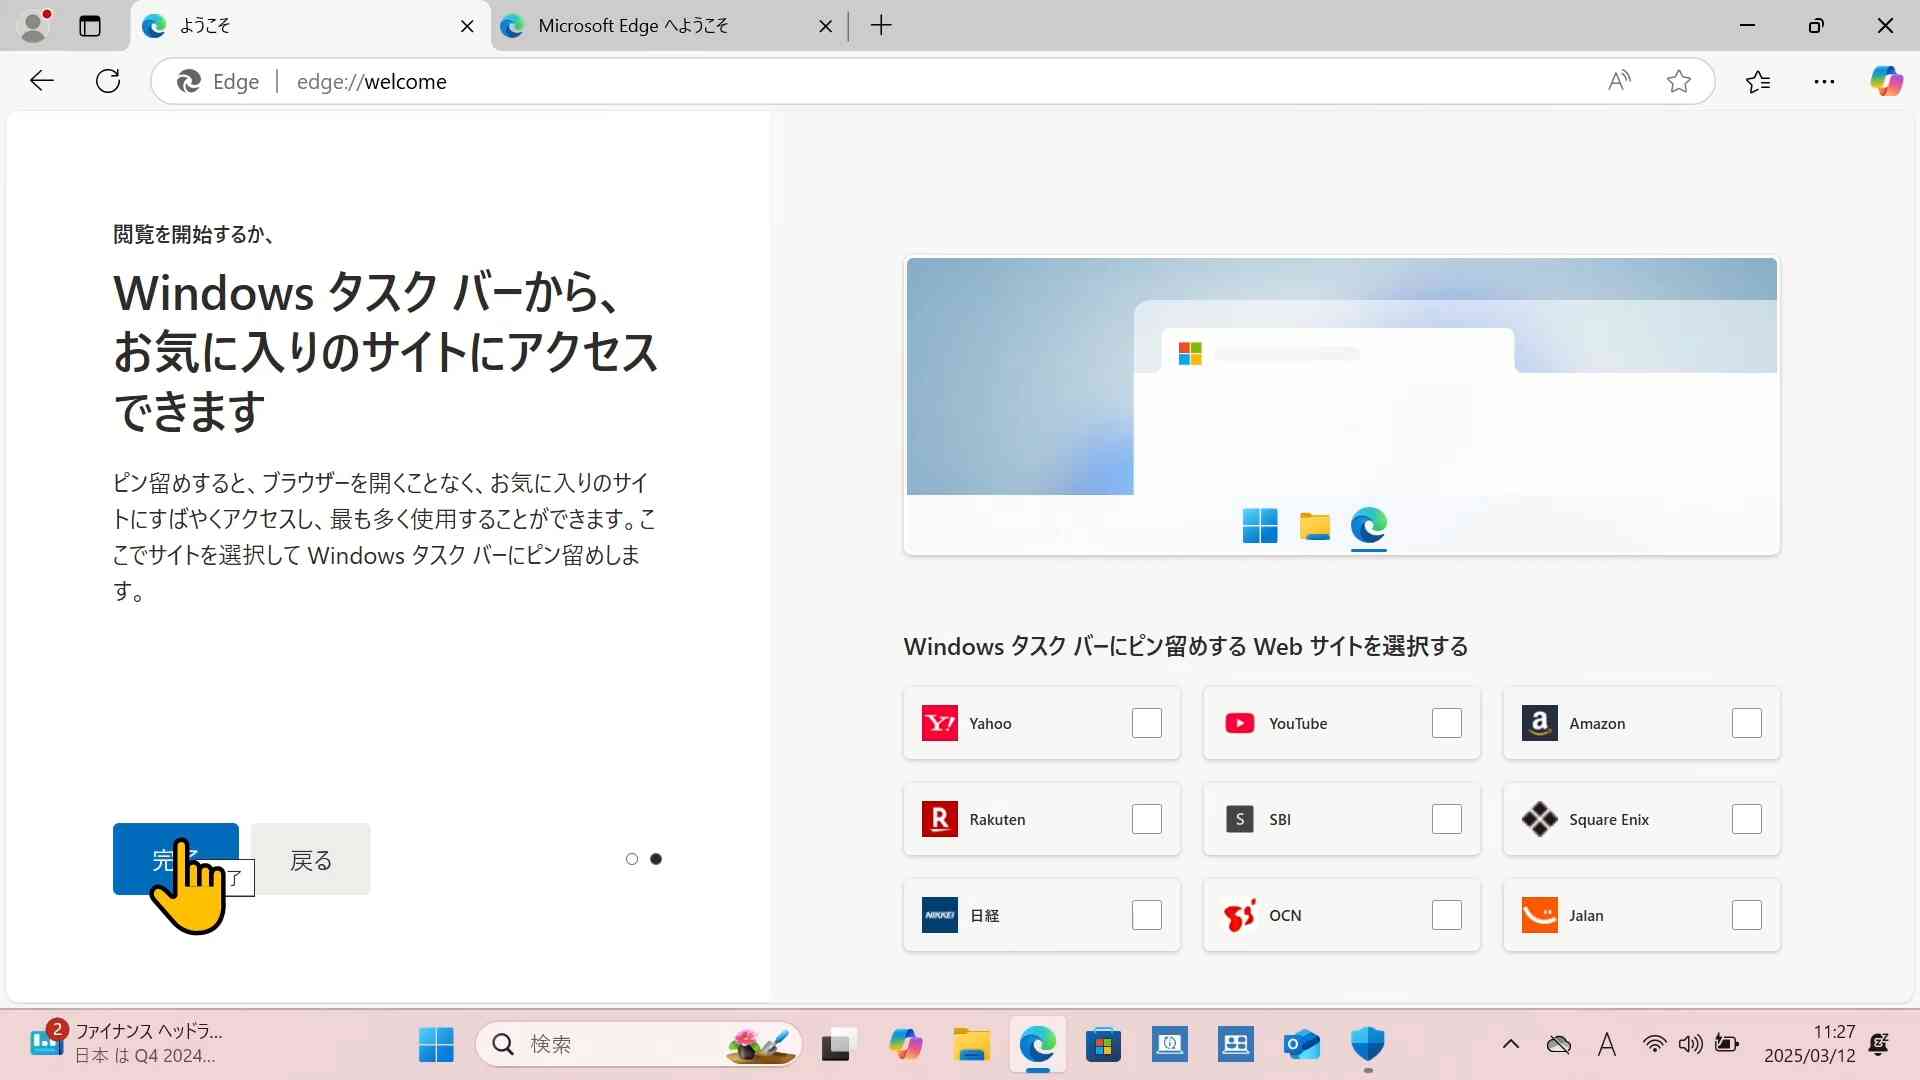 ようこそ
Microsoft Edge へようこそ
Edge
edge://welcome
閲覧を開始するか、
Windows タスク バーから、
お気に入りのサイトにアクセス
できます
ピン留めすると、ブラウザーを開くことなく、お気に入りのサイ
トにすばやくアクセスし、最も多く使用することができます。こ
こでサイトを選択して Windows タスク バーにピン留めしま
す。
戻る
Windows タスク バーにピン留めする Web サイトを選択する
Yahoo
YouTube
Amazon
Rakuten
S SBI
Square Enix
NIKKEI 日経
OCN
Jalan
2
ファイナンス ヘッドラ...
日本 は Q4 2024...
検索
A
11:27
2025/03/12